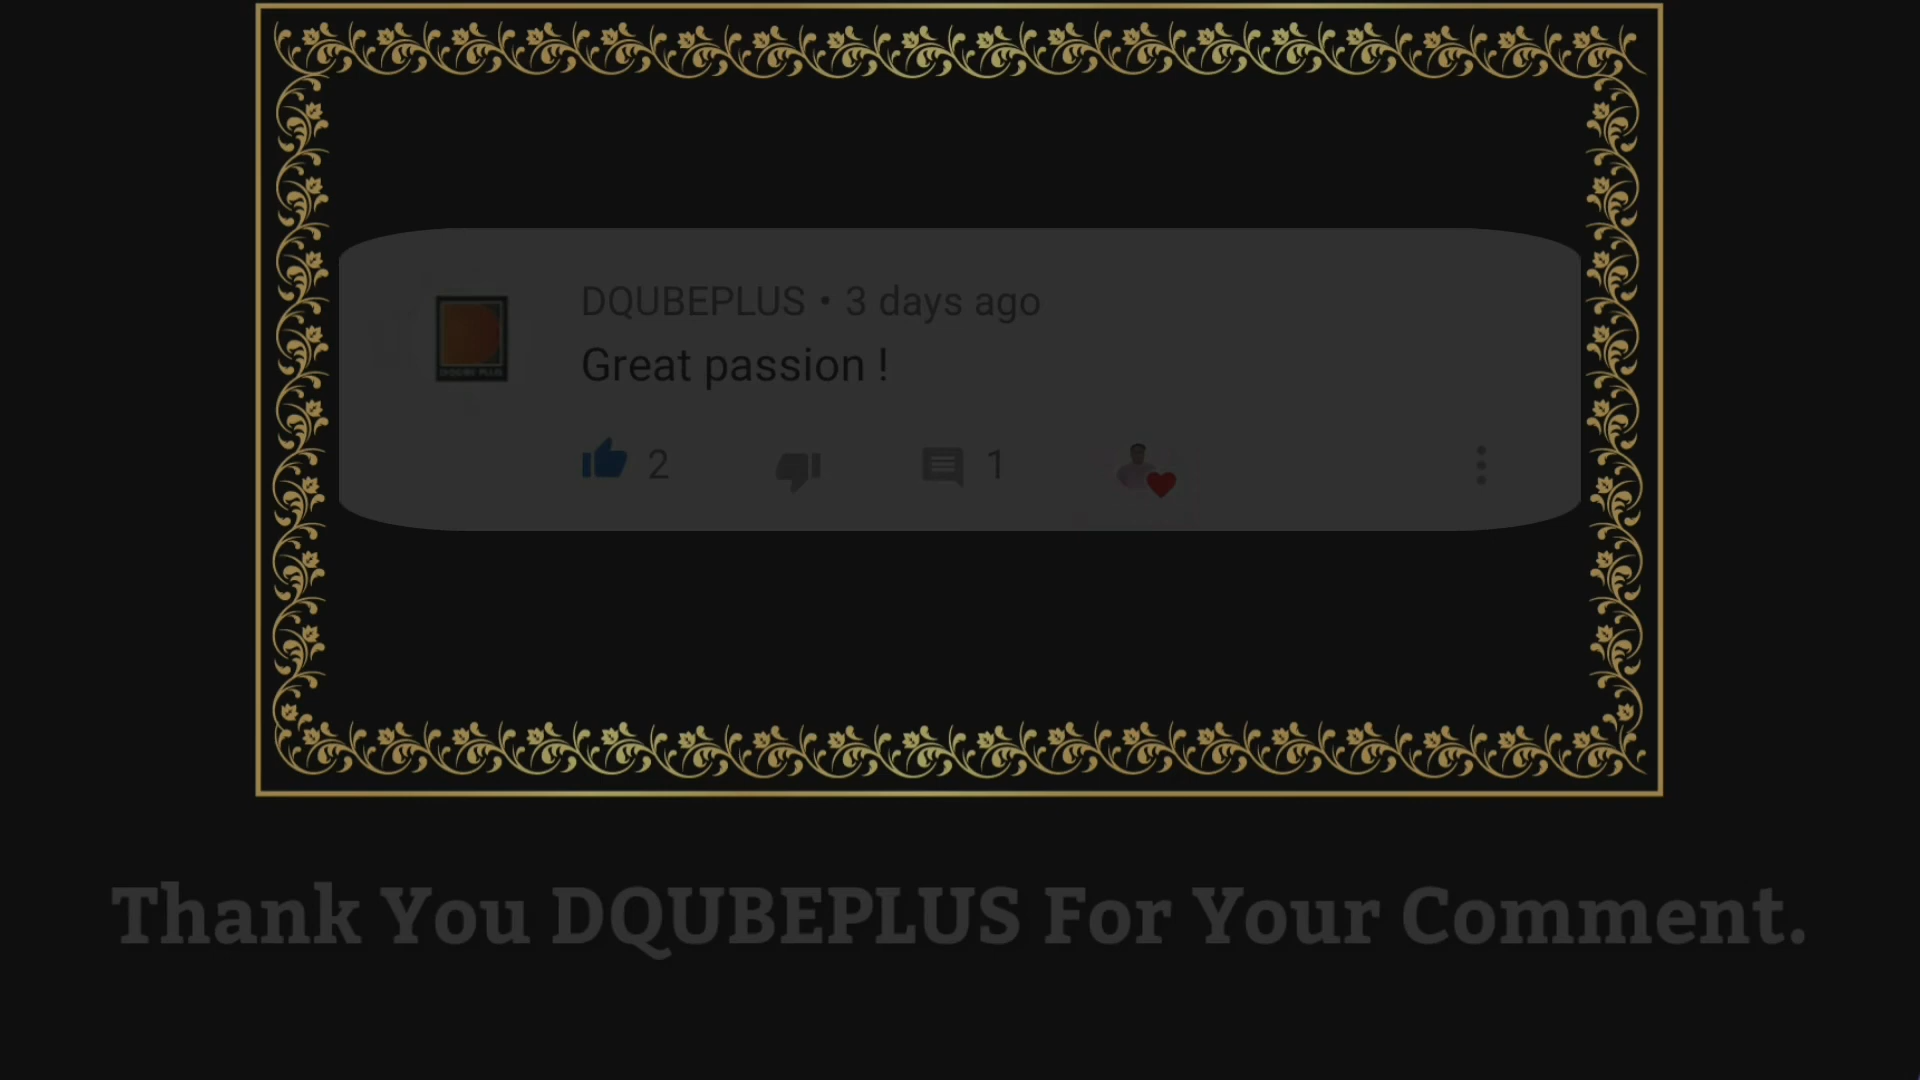 DQUBEPLUS • 3 days ago
Great passion !
2
1
Thank You DQUBEPLUS For Your Comment.